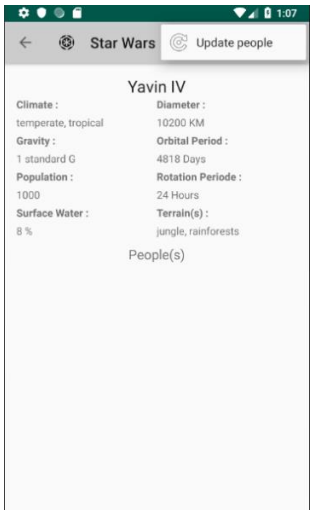 1:07
Star Wars
Update people
Yavin IV
Climate :
Diameter :
temperate, tropical
10200 KM
Gravity :
Orbital Period :
1 standard G
4818 Days
Population :
Rotation Periode :
1000
24 Hours
Surface Water :
Terrain(s) :
8 %
jungle, rainforests
People(s)